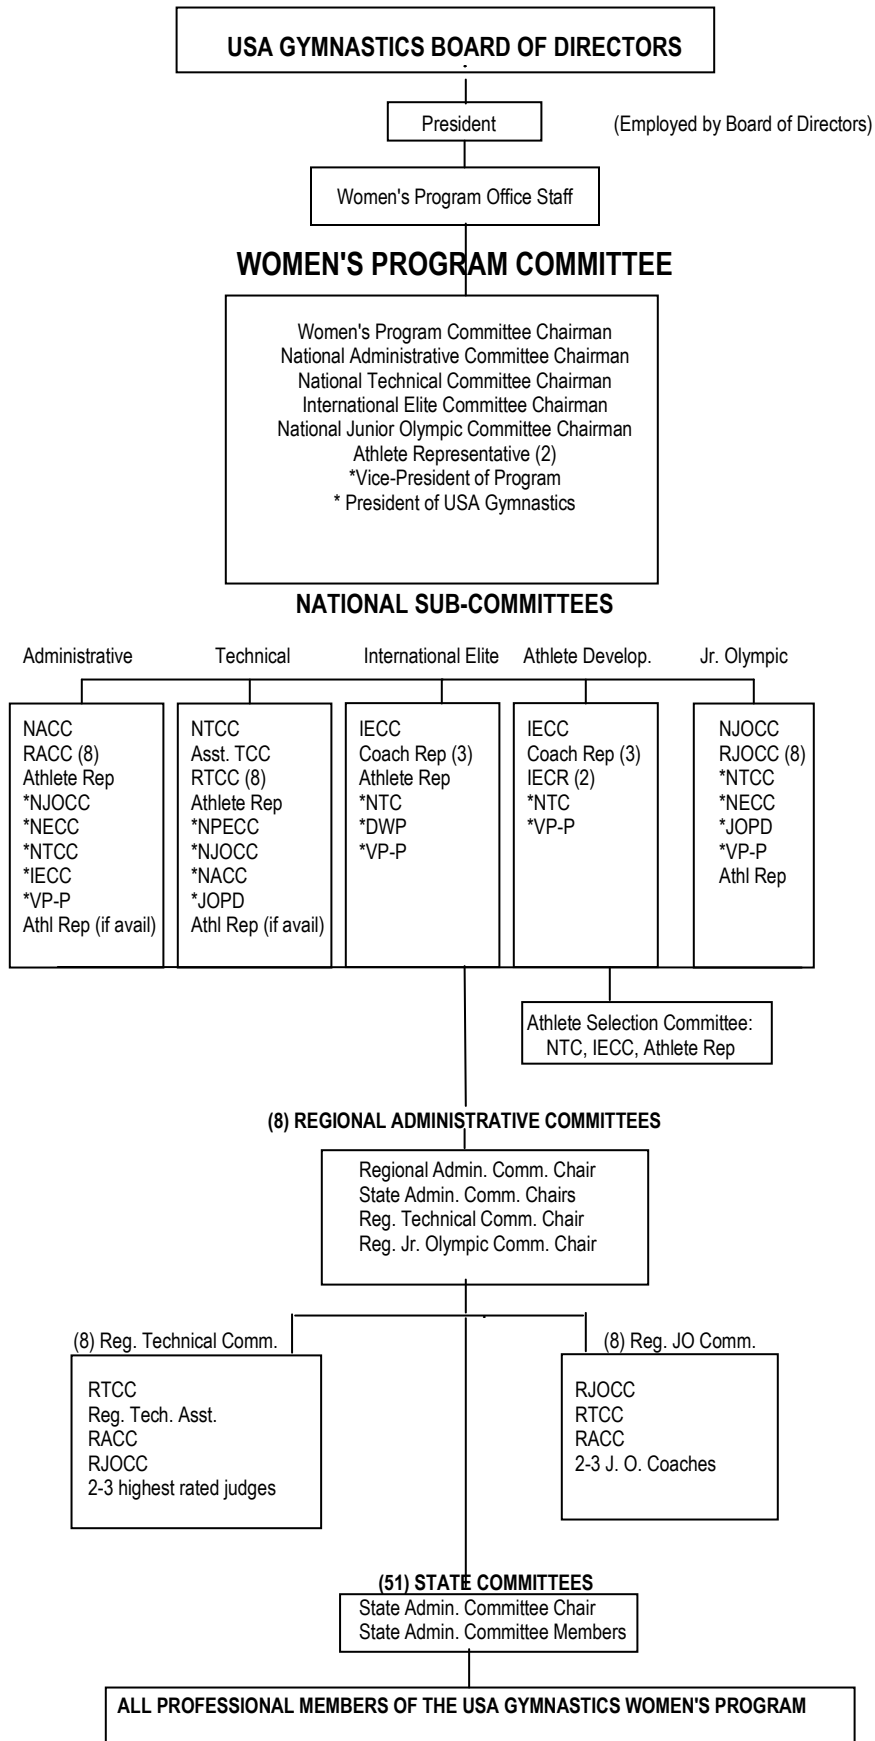 USA GYMNASTICS BOARD OF DIRECTORS
President
(Employed by Board of Directors)
Women's Program Office Staff
WOMEN'S PROGRAM COMMITTEE
Women's Program Committee Chairman
National Administrative Committee Chairman
National Technical Committee Chairman
International Elite Committee Chairman
National Junior Olympic Committee Chairman
Athlete Representative (2)
*Vice-President of Program
* President of USA Gymnastics
NATIONAL SUB-COMMITTEES
Administrative
NACC
RACC (8)
Athlete Rep
*NJOCC
*NECC
*NTCC
*IECC
*VP-P
Athl Rep (if avail)
Technical
NTCC
Asst. TCC
RTCC (8)
Athlete Rep
*NPECC
*NJOCC
*NACC
*JOPD
Athl Rep (if avail)
International Elite
IECC
Coach Rep (3)
Athlete Rep
*NTC
*DWP
*VP-P
Athlete Develop.
IECC
Coach Rep (3)
IECR (2)
*NTC
*VP-P
Jr. Olympic
NJOCC
RJOCC (8)
*NTCC
*NECC
*JOPD
*VP-P
Athl Rep
Athlete Selection Committee:
NTC, IECC, Athlete Rep
(8) REGIONAL ADMINISTRATIVE COMMITTEES
Regional Admin. Comm. Chair
State Admin. Comm. Chairs
Reg. Technical Comm. Chair
Reg. Jr. Olympic Comm. Chair
(8) Reg. Technical Comm.
RTCC
Reg. Tech. Asst.
RACC
RJOCC
2-3 highest rated judges
(8) Reg. JO Comm.
RJOCC
RTCC
RACC
2-3 J. O. Coaches
(51) STATE COMMITTEES
State Admin. Committee Chair
State Admin. Committee Members
ALL PROFESSIONAL MEMBERS OF THE USA GYMNASTICS WOMEN'S PROGRAM